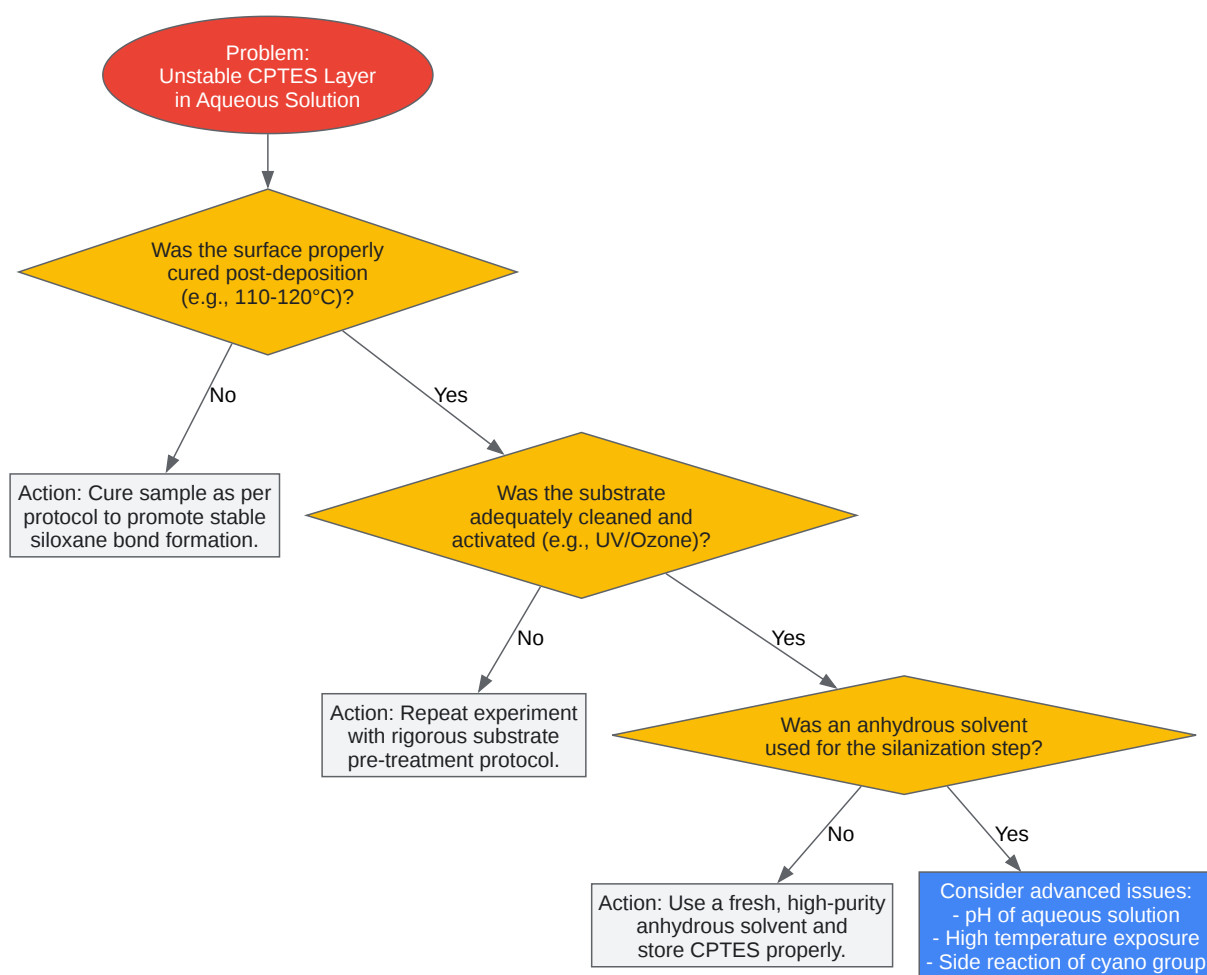 Problem:
Unstable CPTES Layer
in Aqueous Solution
Was the surface properly
cured post-deposition
(e.g., 110-120°C)?
No
Yes
Action: Cure sample as per
protocol to promote stable
siloxane bond formation.
Was the substrate
adequately cleaned and
activated (e.g., UV/Ozone)?
No
Yes
Action: Repeat experiment
with rigorous substrate
pre-treatment protocol.
Was an anhydrous solvent
used for the silanization step?
No
Yes
Action: Use a fresh, high-purity
anhydrous solvent and
store CPTES properly.
Consider advanced issues:
- pH of aqueous solution
- High temperature exposure
- Side reaction of cyano group